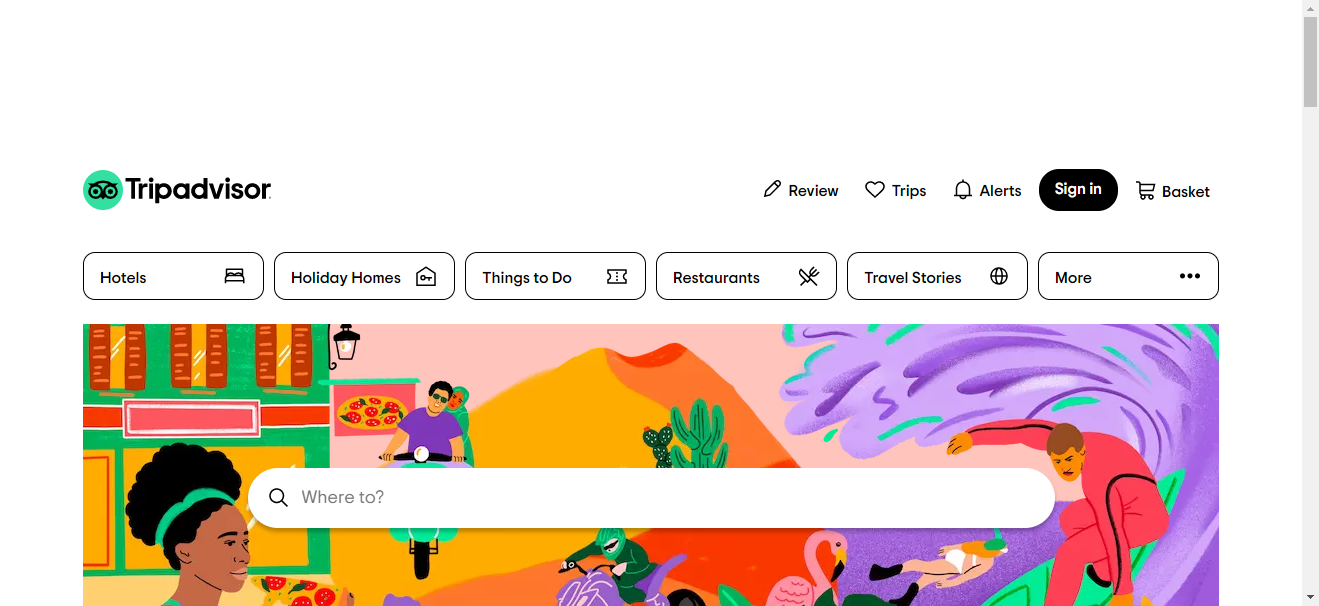 Tripadvisor
Review
Trips
Alerts
Sign in
Basket
Hotels
Holiday Homes
Things to Do
Restaurants
Travel Stories
More
Where to?